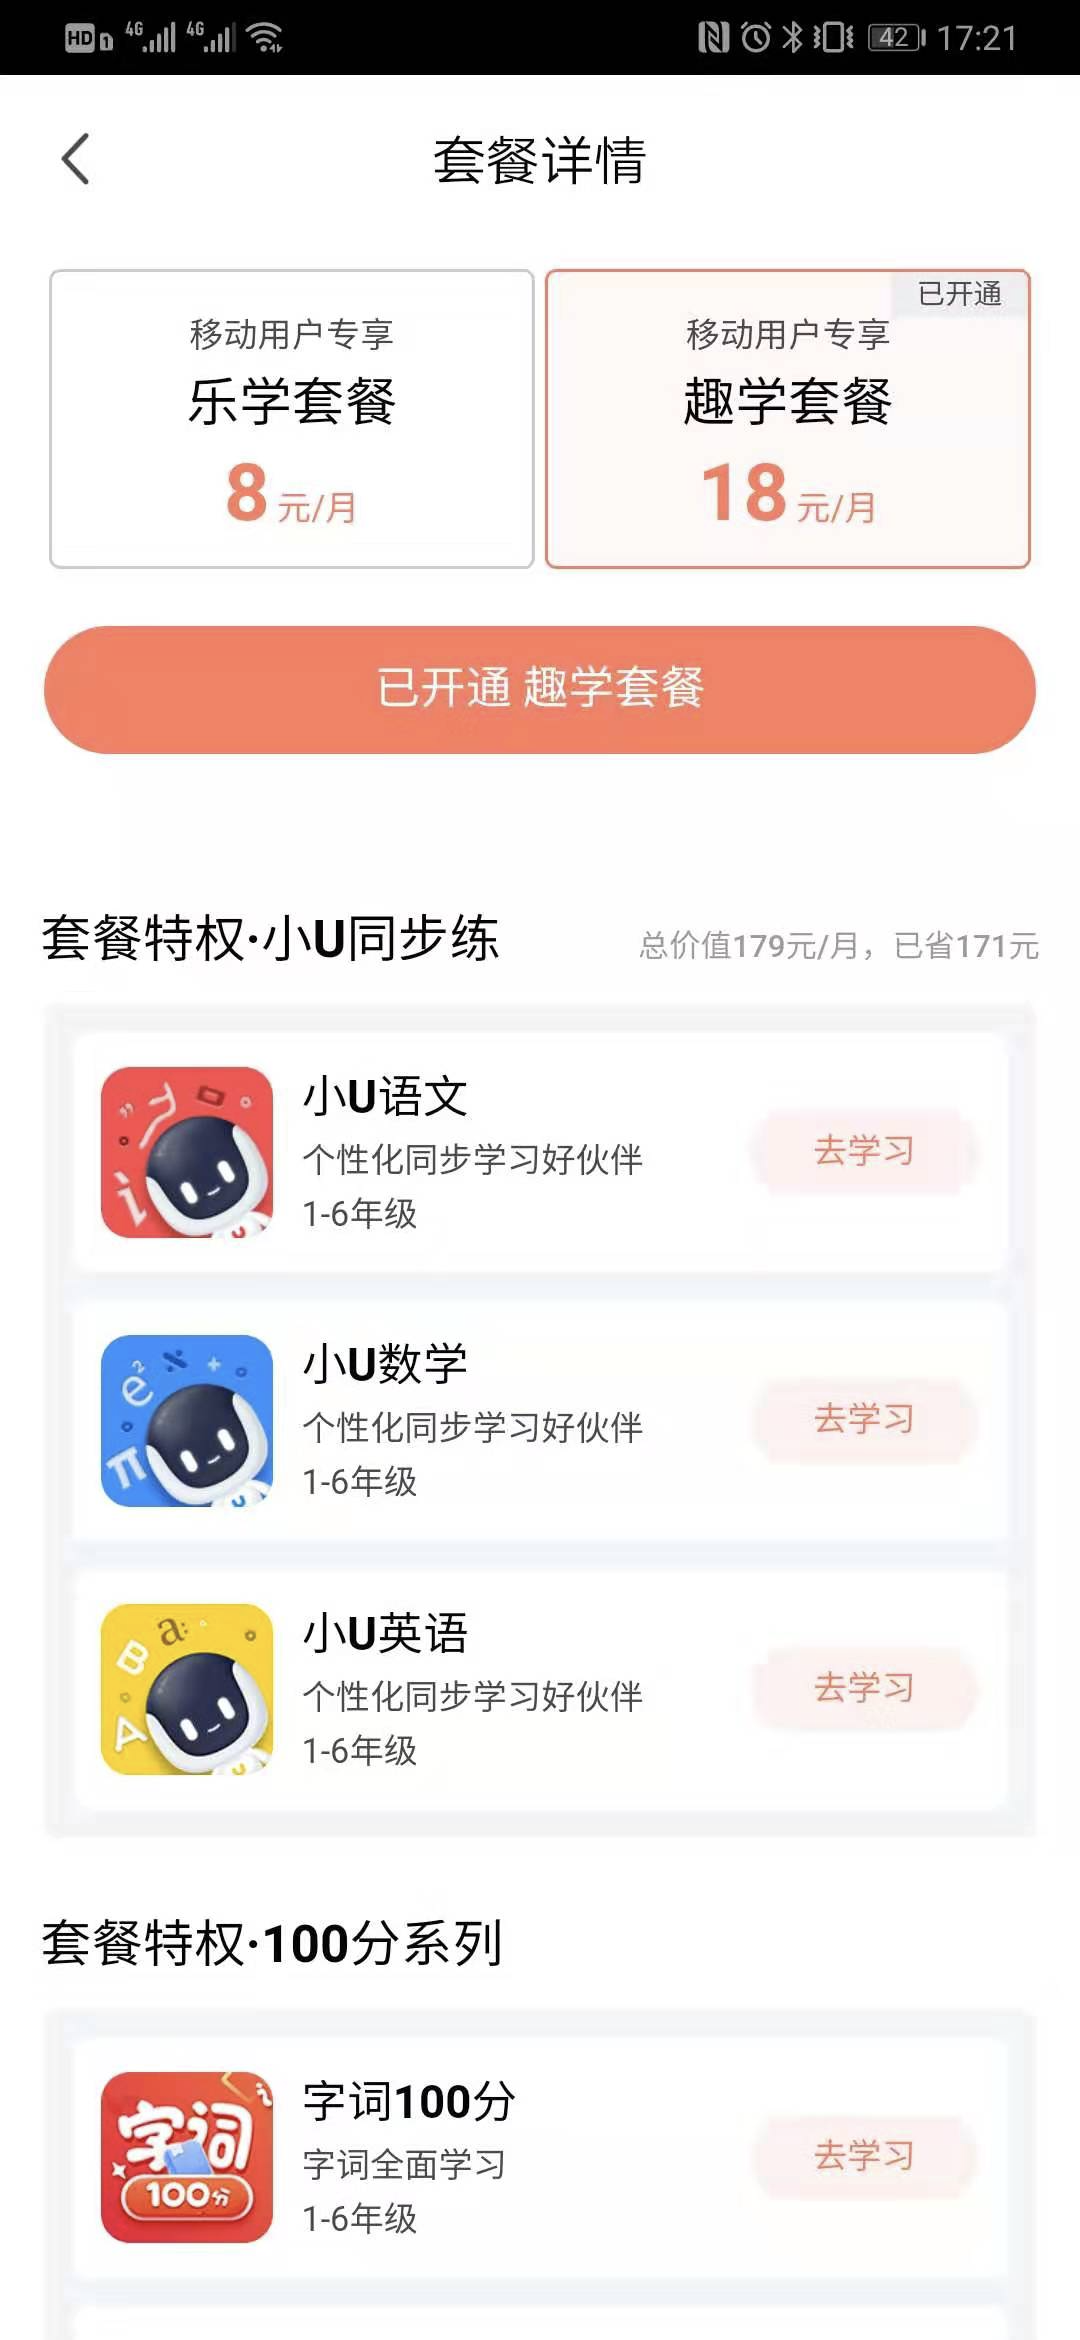 HD 1 4G 4G 42 17:21
套餐详情
已开通
移动用户专享
乐学套餐
8元/月
移动用户专享
趣学套餐
18元/月
已开通 趣学套餐
套餐特权·小U同步练
总价值179元/月，已省171元
小U语文
个性化同步学习好伙伴
1-6年级
去学习
小U数学
个性化同步学习好伙伴
1-6年级
去学习
小U英语
个性化同步学习好伙伴
1-6年级
去学习
套餐特权·100分系列
字词
100分
字词100分
字词全面学习
1-6年级
去学习